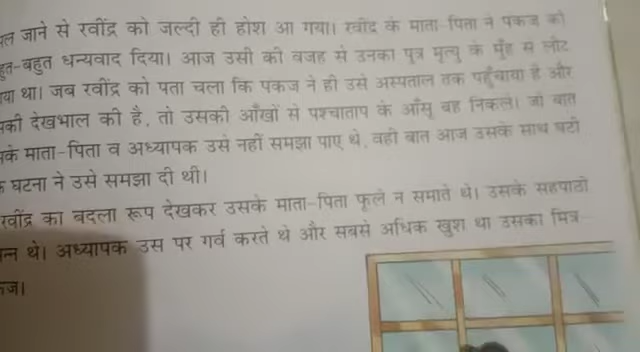 जाने से रवींद्र को जल्दी ही होश आ गया। रवींद्र के माता-पिता ने पंकज को
बहुत धन्यवाद दिया। आज उसी की वजह से उनका पुत्र मृत्यु के मुँह से लौट
था। जब रवींद्र को पता चला कि पंकज ने ही उसे अस्पताल तक पहुँचाया है और
देखभाल की है, तो उसकी आँखों से पश्चाताप के आँसू बह निकले। जो बात
माता-पिता व अध्यापक उसे नहीं समझा पाए थे, वही बात आज उसके साथ घटी
घटना ने उसे समझा दी थी।
रवींद्र का बदला रूप देखकर उसके माता-पिता फूले न समाते थे। उसके सहपाठी
थे। अध्यापक उस पर गर्व करते थे और सबसे अधिक खुश था उसका मित्र